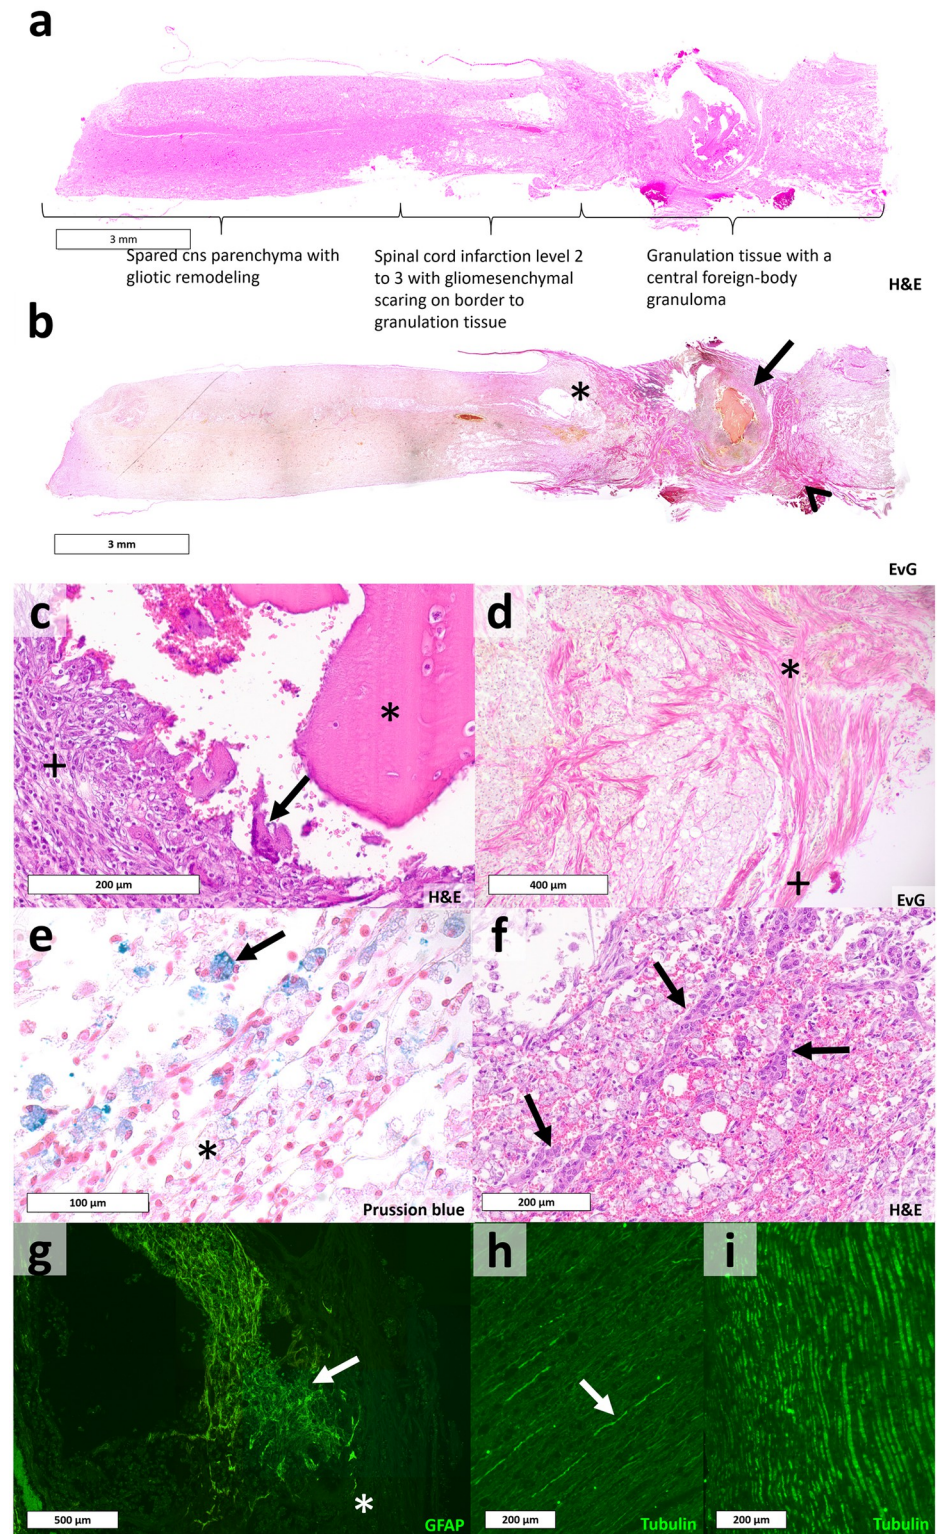 a
3 mm
Spared cns parenchyma with
gliotic remodeling
Spinal cord infarction level 2
to 3 with gliomesenchymal
scaring on border to
granulation tissue
Granulation tissue with a
central foreign-body
granuloma
H&E
b
*
3 mm
EvG
c
*
+
200 µm
H&E
d
*
+
400 µm
EvG
e
*
100 µm
Prussion blue
f
200 µm
H&E
g
*
500 µm
GFAP
h
200 µm
Tubulin
i
200 µm
Tubulin